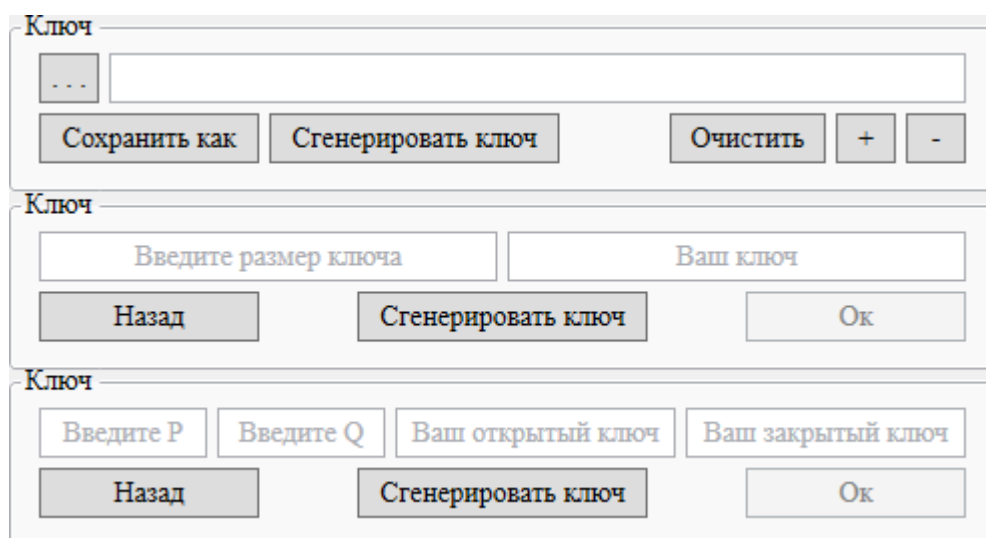 Ключ
. . .
Сохранить как Сгенерировать ключ Очистить + -
Ключ
Введите размер ключа Ваш ключ
Назад Сгенерировать ключ Ок
Ключ
Введите P Введите Q Ваш открытый ключ Ваш закрытый ключ
Назад Сгенерировать ключ Ок